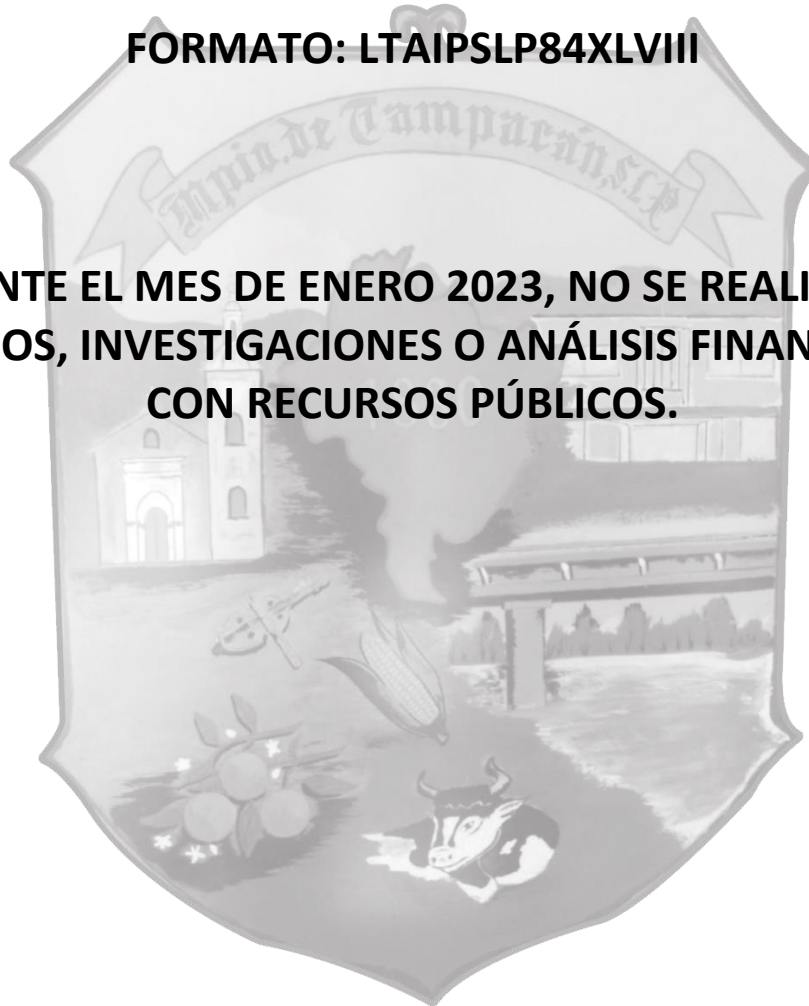 FORMATO: LTAIPSLP84XLVIII
Mpio. de Tampacán, S.L.P.
NTE EL MES DE ENERO 2023, NO SE REALI
OS, INVESTIGACIONES O ANÁLISIS FINAN
CON RECURSOS PÚBLICOS.